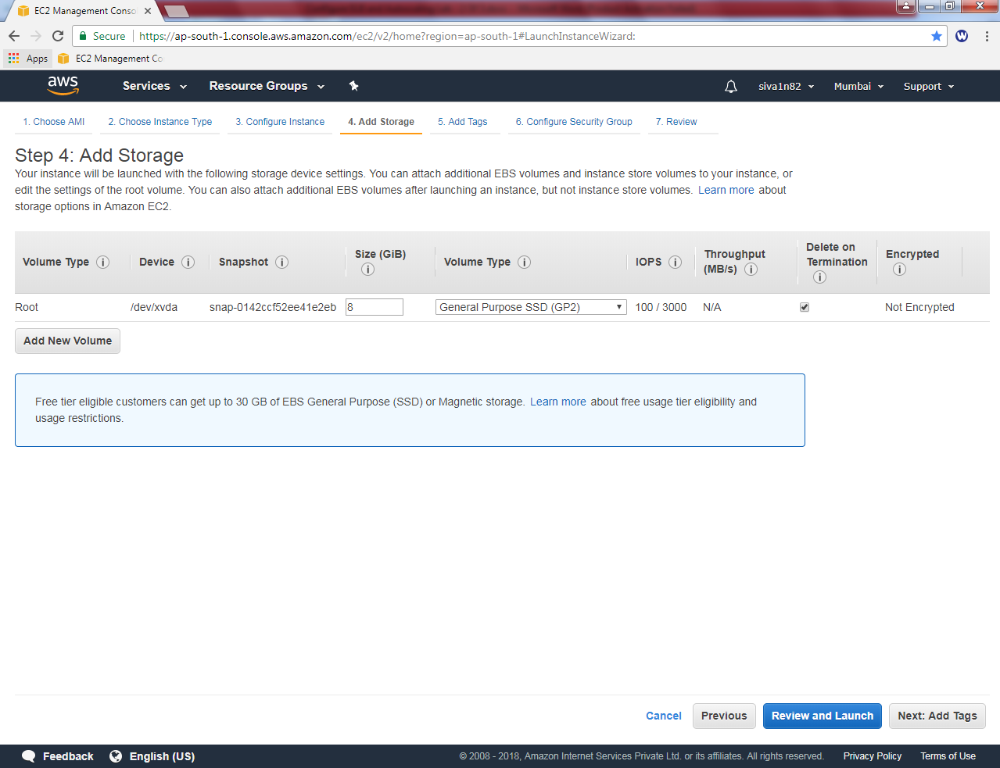 EC2 Management Conso
Secure https://ap-south-1.console.aws.amazon.com/ec2/v2/home?region=ap-south-1#LaunchInstanceWizard:
Apps EC2 Management Co
aws Services Resource Groups siva1n82 Mumbai Support
1. Choose AMI 2. Choose Instance Type 3. Configure Instance 4. Add Storage 5. Add Tags 6. Configure Security Group 7. Review
Step 4: Add Storage
Your instance will be launched with the following storage device settings. You can attach additional EBS volumes and instance store volumes to your instance, or
edit the settings of the root volume. You can also attach additional EBS volumes after launching an instance, but not instance store volumes. Learn more about
storage options in Amazon EC2.
Volume Type i Device i Snapshot i Size (GiB) i Volume Type i IOPS i Throughput (MB/s) i Delete on Termination i Encrypted i
Root /dev/xvda snap-0142ccf52ee41e2eb 8 General Purpose SSD (GP2) 100 / 3000 N/A Not Encrypted
Add New Volume
Free tier eligible customers can get up to 30 GB of EBS General Purpose (SSD) or Magnetic storage. Learn more about free usage tier eligibility and
usage restrictions.
Cancel Previous Review and Launch Next: Add Tags
Feedback English (US) © 2008 - 2018, Amazon Internet Services Private Ltd. or its affiliates. All rights reserved. Privacy Policy Terms of Use